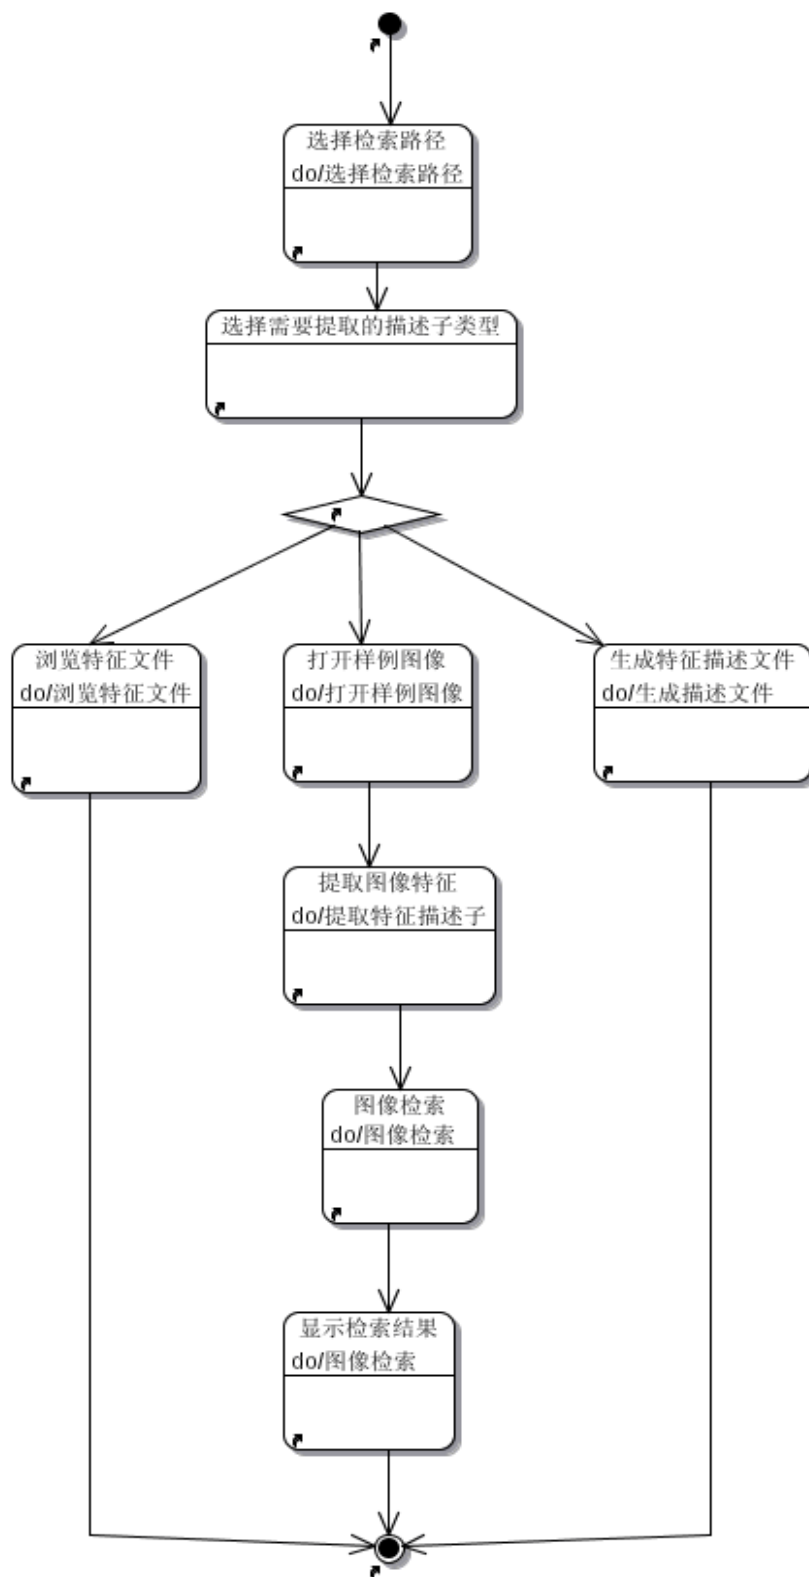 选择检索路径
do/选择检索路径
选择需要提取的描述子类型
浏览特征文件
do/浏览特征文件
打开样例图像
do/打开样例图像
生成特征描述文件
do/生成描述文件
提取图像特征
do/提取特征描述子
图像检索
do/图像检索
显示检索结果
do/图像检索